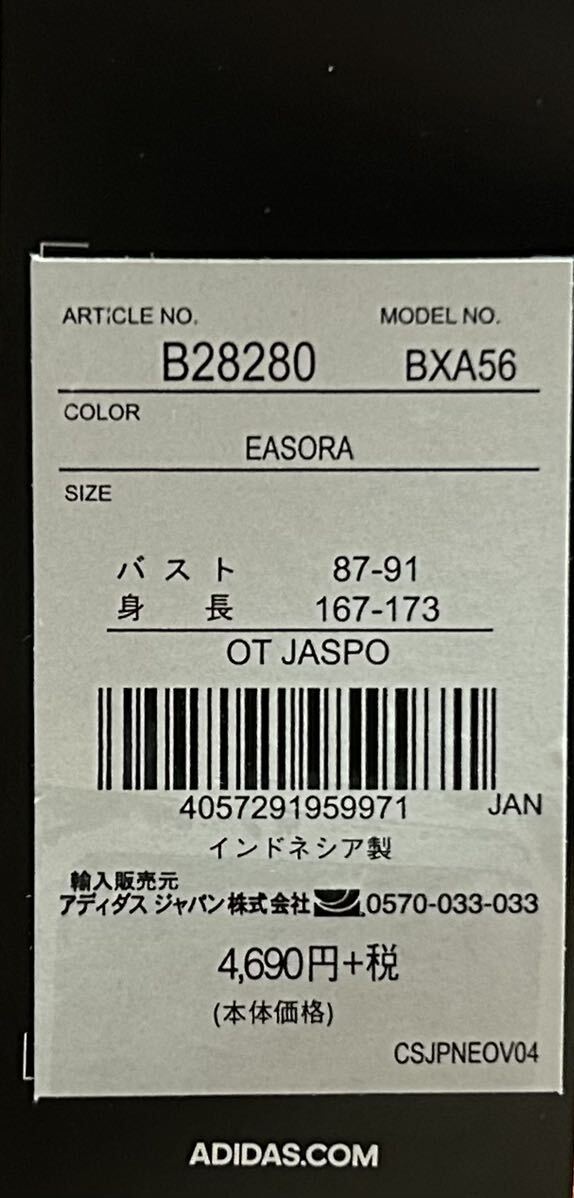 ARTICLE NO. MODEL NO.
B28280 BXA56
COLOR
EASORA
SIZE
バスト 87-91
身長 167-173
OT JASPO
4057291959971 JAN
インドネシア製
輸入販売元
アディダス ジャパン株式会社 0570-033-033
4,690円+税
(本体価格)
CSJPNEOV04
ADIDAS.COM